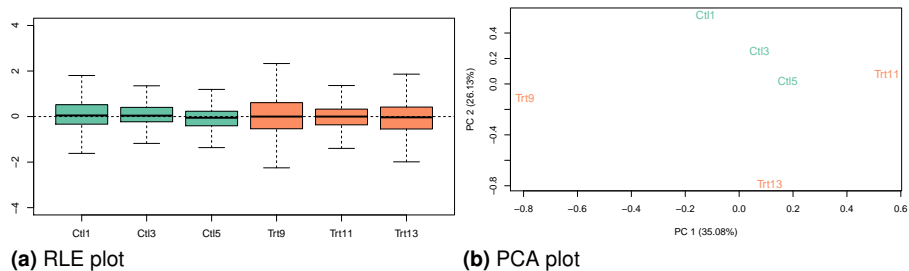 4
2
0
−2
−4
Ctl1 Ctl3 Ctl5 Trt9 Trt11 Trt13
(a) RLE plot
PC 2 (26.13%)
0.4
0.2
0.0
−0.4
−0.8
Ctl1
Ctl3
Ctl5
Trt11
Trt9
Trt13
−0.8 −0.6 −0.4 −0.2 0.0 0.2 0.4 0.6
PC 1 (35.08%)
(b) PCA plot